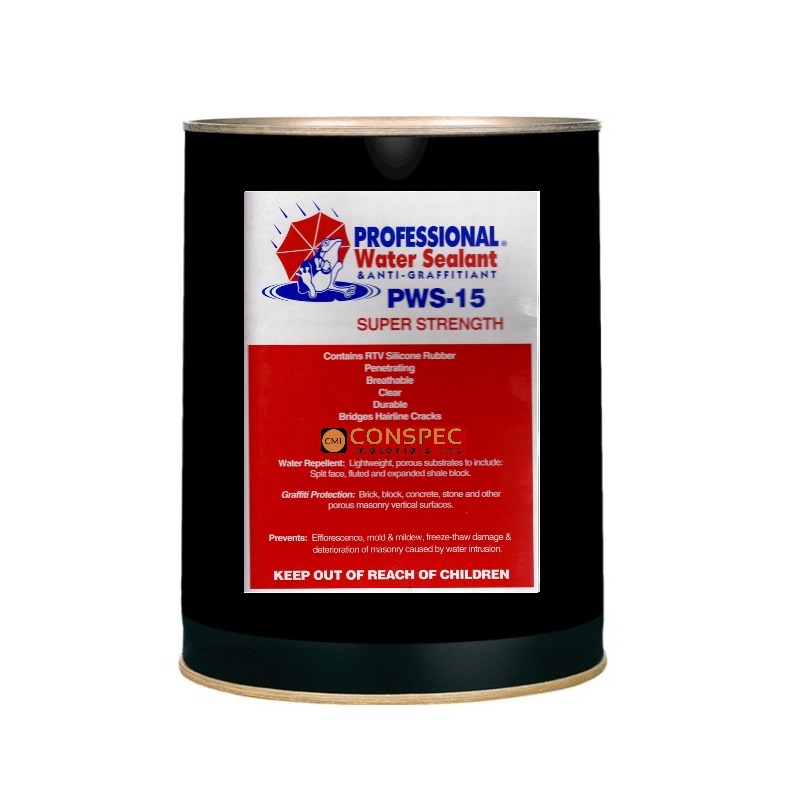 PROFESSIONAL®
Water Sealant
& ANTI-GRAFFITIANT
PWS-15
SUPER STRENGTH
Contains RTV Silicone Rubber
Penetrating
Breathable
Clear
Durable
Bridges Hairline Cracks
CMI CONSPEC
materials inc
Water Repellent: Lightweight, porous substrates to include:
Split face, fluted and expanded shale block.
Graffiti Protection: Brick, block, concrete, stone and other
porous masonry vertical surfaces.
Prevents: Efflorescence, mold & mildew, freeze-thaw damage &
deterioration of masonry caused by water intrusion.
KEEP OUT OF REACH OF CHILDREN